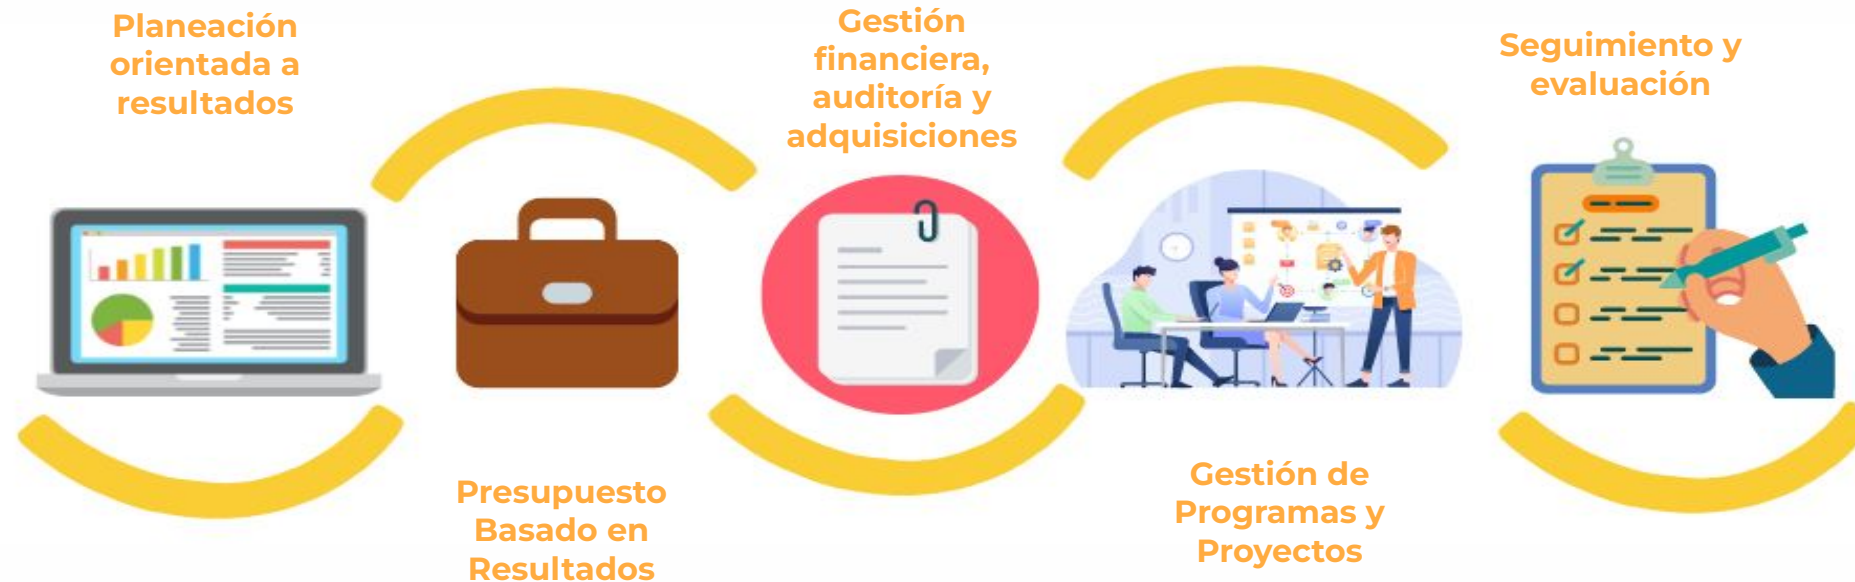 Planeación
orientada a
resultados
Presupuesto
Basado en
Resultados
Gestión
financiera,
auditoría y
adquisiciones
Gestión de
Programas y
Proyectos
Seguimiento y
evaluación